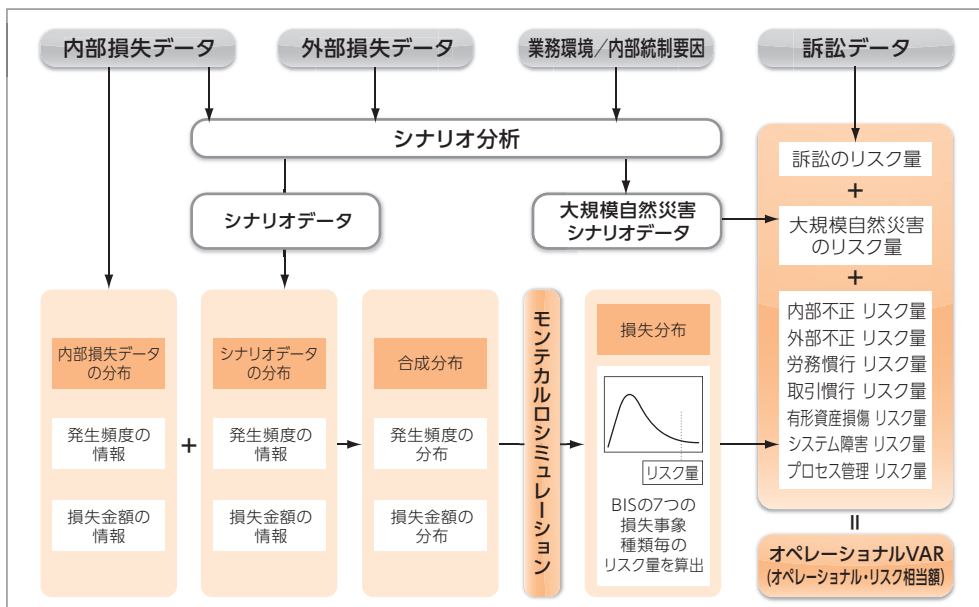 内部損失データ
外部損失データ
業務環境／内部統制要因
訴訟データ
シナリオ分析
シナリオデータ
大規模自然災害
シナリオデータ
訴訟のリスク量
+
大規模自然災害
のリスク量
+
内部不正 リスク量
外部不正 リスク量
労務慣行 リスク量
取引慣行 リスク量
有形資産損傷 リスク量
システム障害 リスク量
プロセス管理 リスク量
=
オペレーショナルVAR
(オペレーショナル・リスク相当額)
内部損失データ
の分布
発生頻度の
情報
損失金額の
情報
+
シナリオデータ
の分布
発生頻度の
情報
損失金額の
情報
合成分布
発生頻度の
分布
損失金額の
分布
モンテカルロシミュレーション
損失分布
リスク量
BISの7つの
損失事象
種類毎の
リスク量を算出